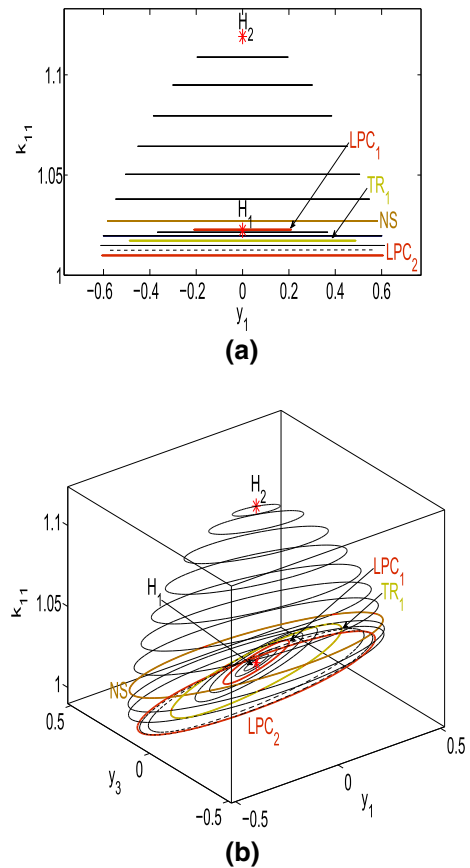 H₂
1.1
k₁₁
LPC₁
1.05
TR₁
H₁
NS
LPC₂
1
−0.6 −0.4 −0.2 0 0.2 0.4 0.6
y₁
(a)
H₂
1.1
LPC₁
k₁₁
H₁
TR₁
1.05
1
NS
0.5
LPC₂
0.5
y₃
0
0
y₁
−0.5
−0.5
(b)